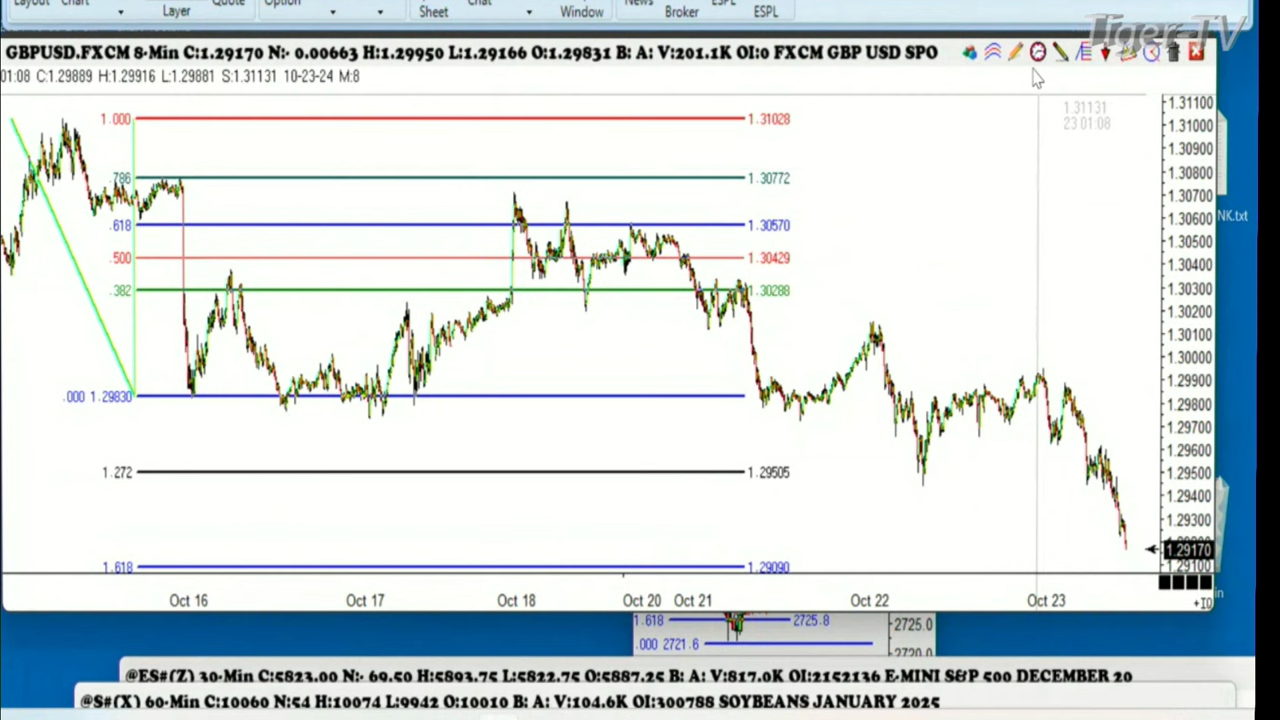 Layout Chart Layer Quote Option Sheet Chat Window News Broker ESPL ESPL
Tiger-TV
GBPUSD.FXCM 8-Min C:1.29170 N:- 0.00663 H:1.29950 L:1.29166 O:1.29831 B: A: V:201.1K OI:0 FXCM GBP USD SPO
01:08 C:1.29889 H:1.29916 L:1.29881 S:1.31131 10-23-24 M:8
1.31131
23 01:08
1.000 1.31028
.786 1.30772
.618 1.30570
.500 1.30429
.382 1.30288
.000 1.29830
1.272 1.29505
1.618 1.29090
1.31100
1.31000
1.30900
1.30800
1.30700
1.30600
1.30500
1.30400
1.30300
1.30200
1.30100
1.30000
1.29900
1.29800
1.29700
1.29600
1.29500
1.29400
1.29300
1.29170
1.29100
NK.txt
Oct 16 Oct 17 Oct 18 Oct 20 Oct 21 Oct 22 Oct 23
+10
in
1.618 2725.8 2725.0
.000 2721.6 2720.0
@ES#(Z) 30-Min C:5823.00 N:- 69.50 H:5893.75 L:5822.75 O:5887.25 B: A: V:817.0K OI:2152136 E-MINI S&P 500 DECEMBER 20
@S#(X) 60-Min C:10060 N:54 H:10074 L:9942 O:10010 B: A: V:104.6K OI:300788 SOYBEANS JANUARY 2025